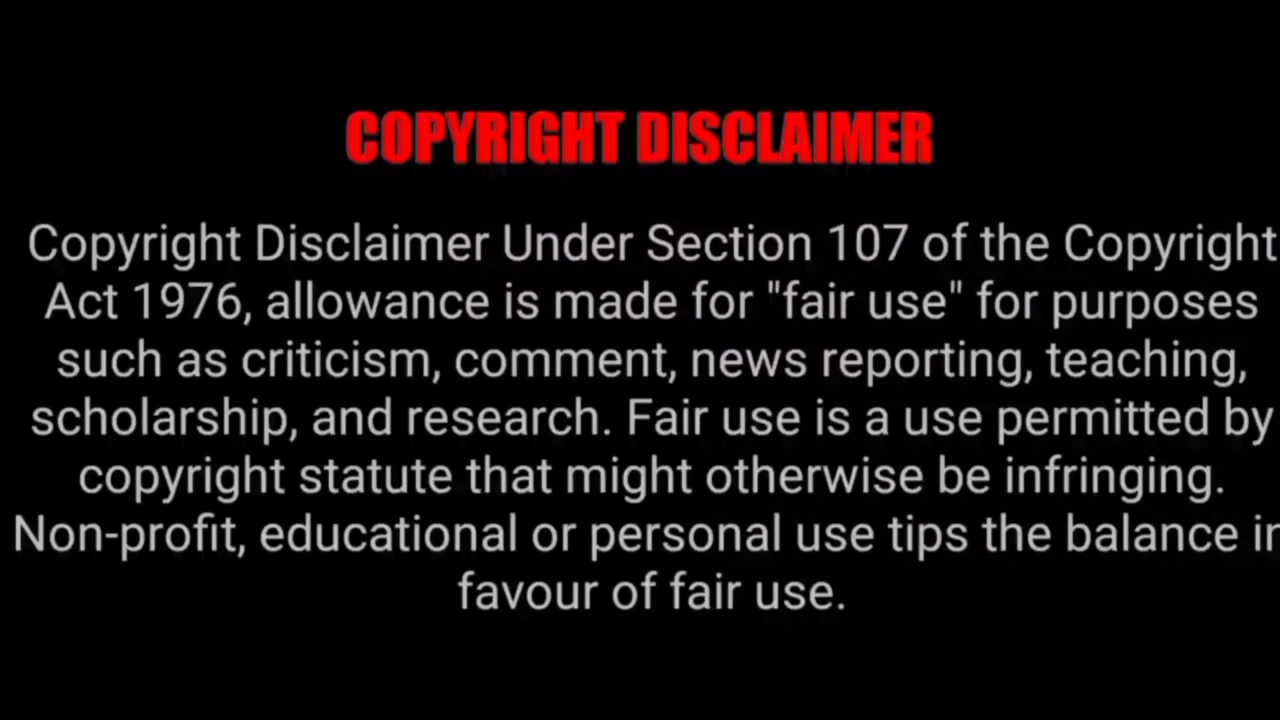 COPYRIGHT DISCLAIMER
Copyright Disclaimer Under Section 107 of the Copyright
Act 1976, allowance is made for "fair use" for purposes
such as criticism, comment, news reporting, teaching,
scholarship, and research. Fair use is a use permitted by
copyright statute that might otherwise be infringing.
Non-profit, educational or personal use tips the balance in
favour of fair use.